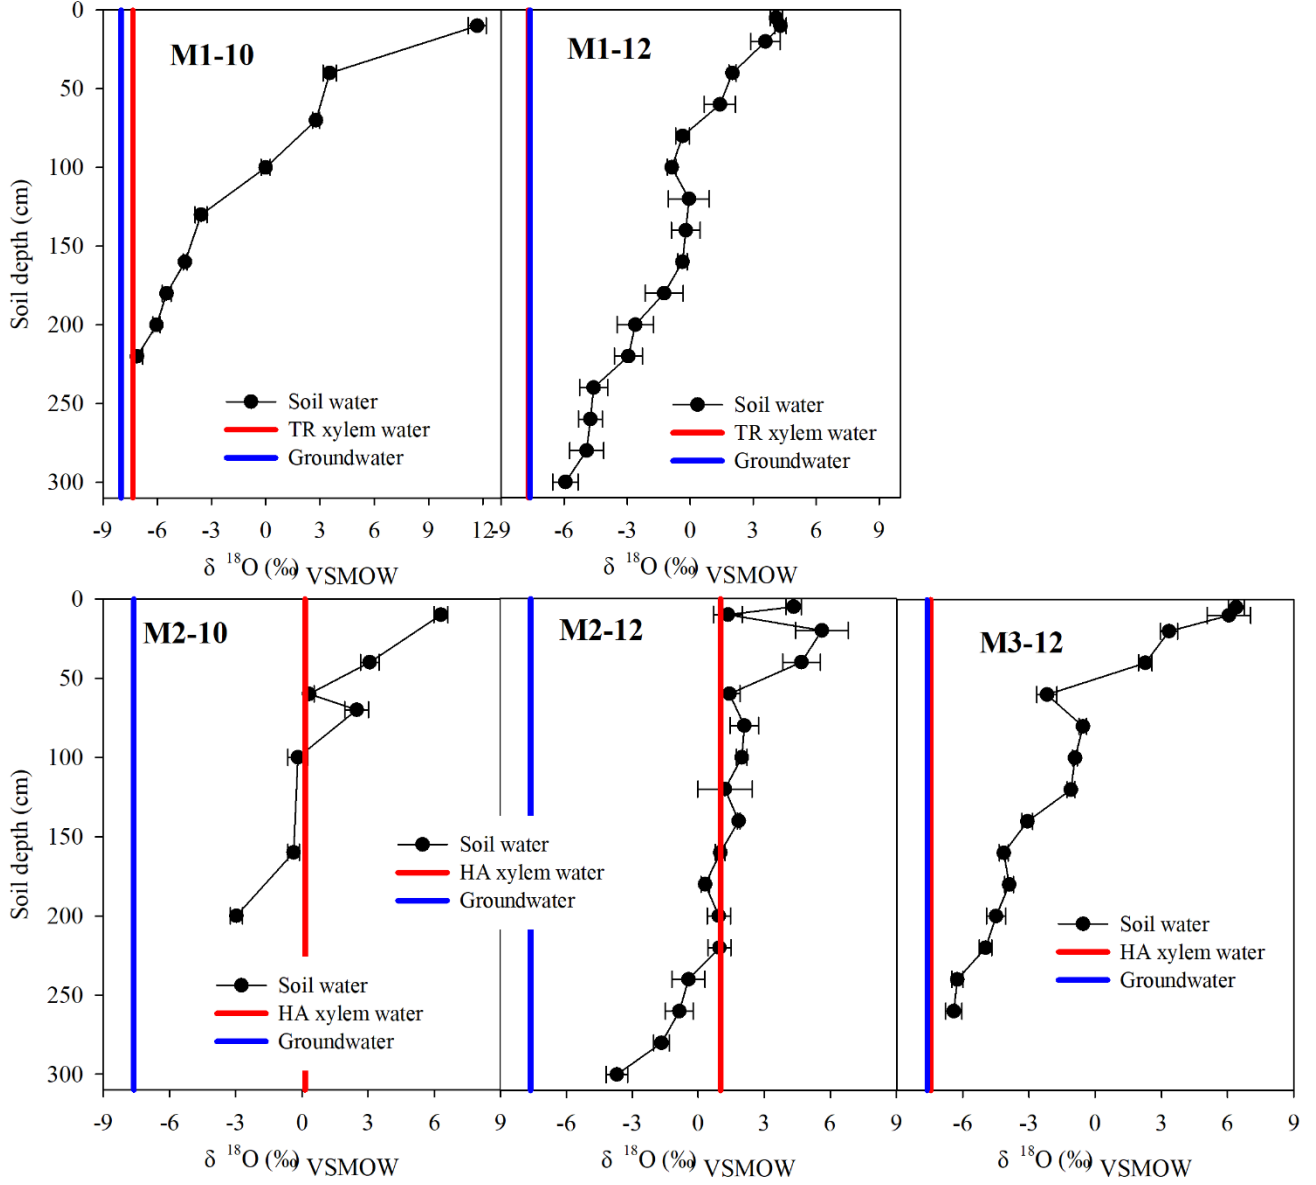 M1-10
M1-12
0
50
100
150
200
250
300
Soil depth (cm)
Soil water
TR xylem water
Groundwater
Soil water
TR xylem water
Groundwater
-9 -6 -3 0 3 6 9 12
-9 -6 -3 0 3 6 9
δ 18O (‰) VSMOW
δ 18O (‰) VSMOW
M2-10
M2-12
M3-12
0
50
100
150
200
250
300
Soil depth (cm)
Soil water
HA xylem water
Groundwater
Soil water
HA xylem water
Groundwater
Soil water
HA xylem water
Groundwater
-9 -6 -3 0 3 6 9
-6 -3 0 3 6 9
-6 -3 0 3 6 9
δ 18O (‰) VSMOW
δ 18O (‰) VSMOW
δ 18O (‰) VSMOW